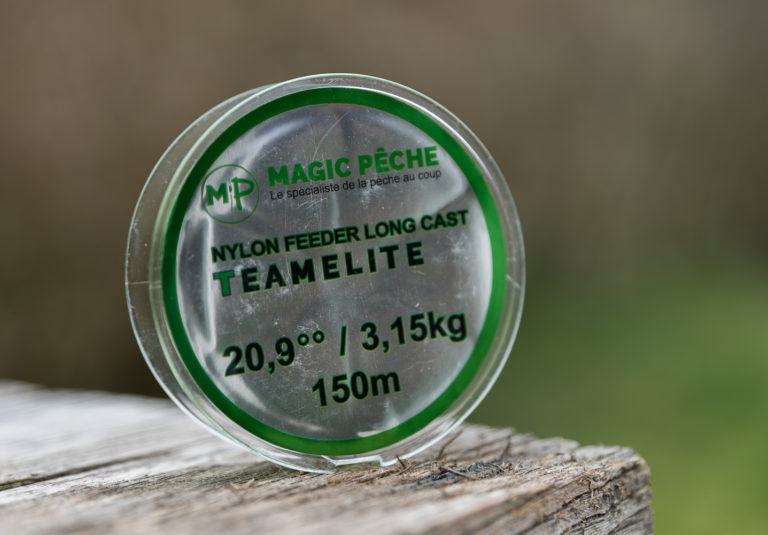 MP
MAGIC PÊCHE
Le spécialiste de la pêche au coup
NYLON FEEDER LONG CAST
TEAMELITE
20,9°° / 3,15kg
150m